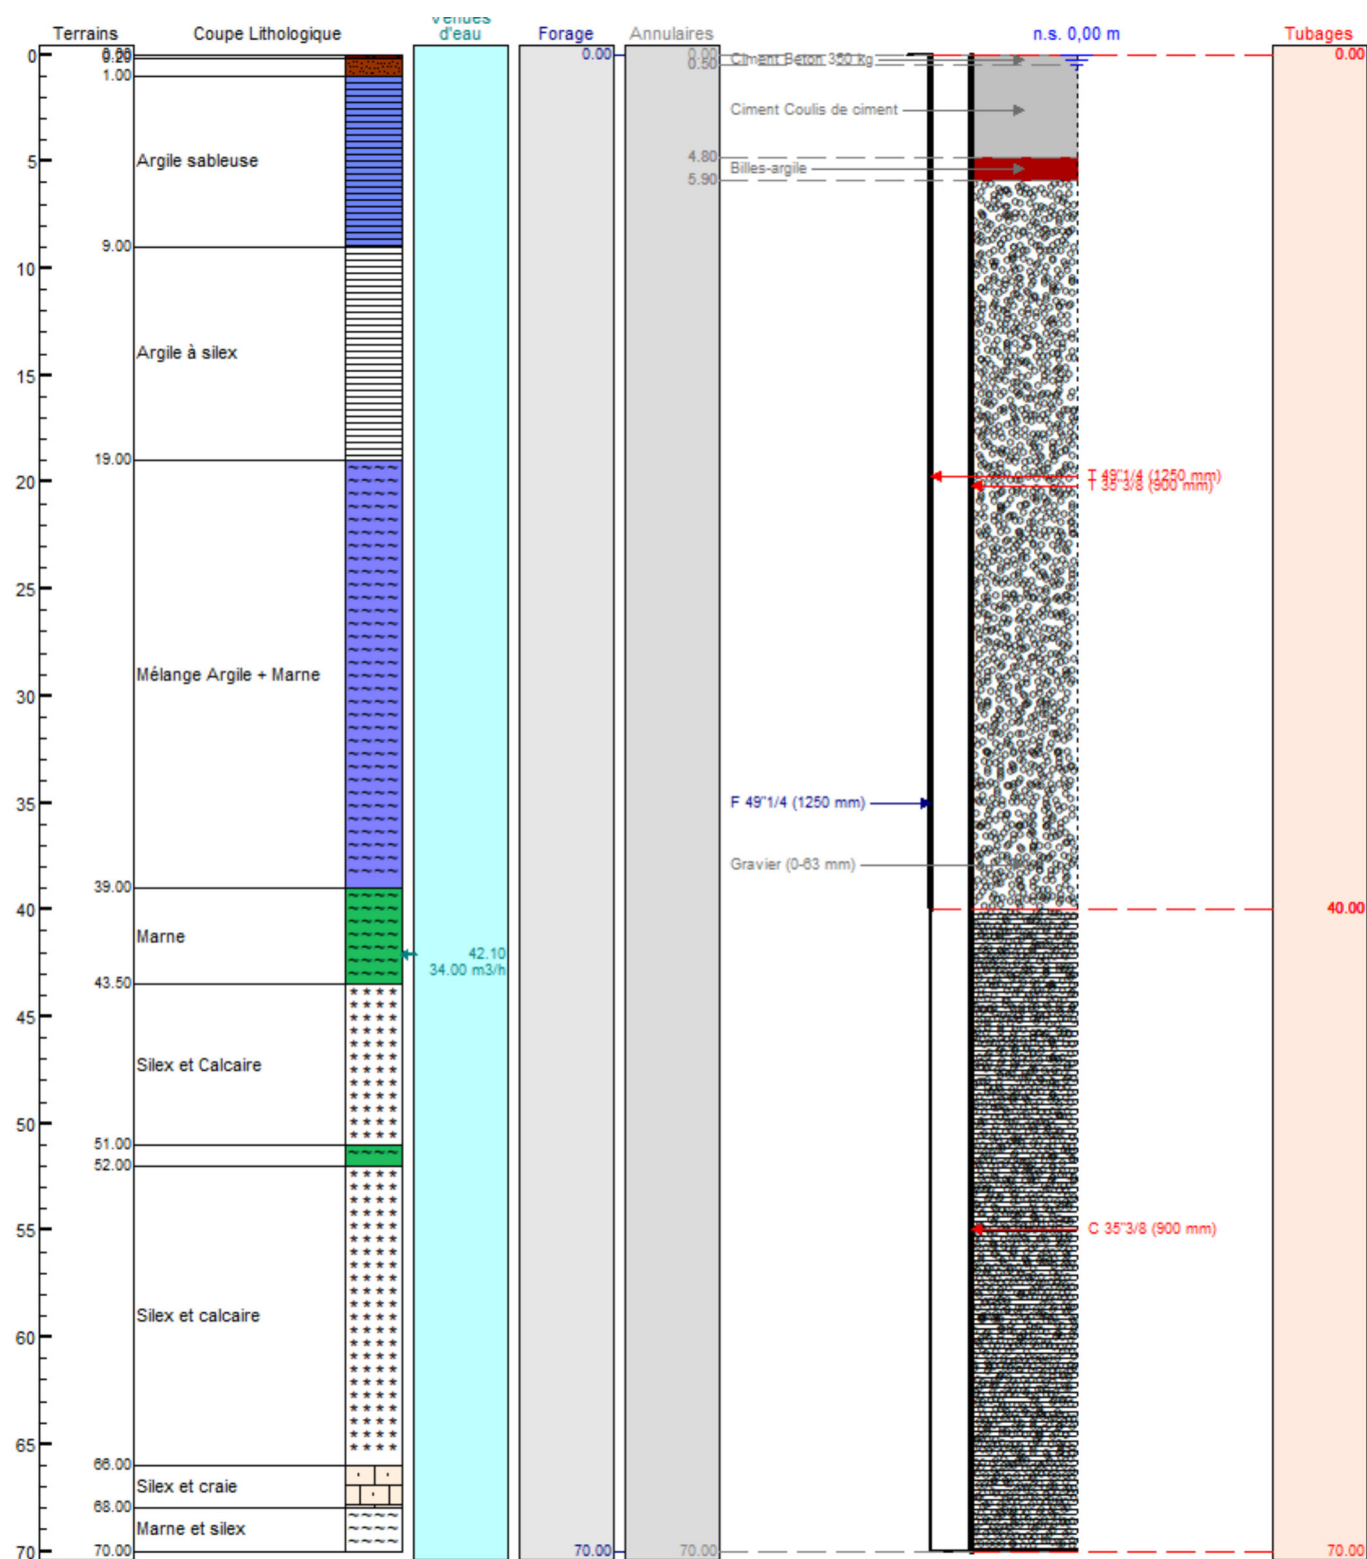 Terrains
Coupe Lithologique
Venues
d'eau
Forage
Annulaires
n.s. 0,00 m
Tubages
0
0.20
0.00
0.00
0.00
0.50
Ciment Béton 350 kg
1.00
Ciment Coulis de ciment
5
Argile sableuse
4.80
Billes-argile
5.90
9.00
10
Argile à silex
15
19.00
20
T 49"1/4 (1250 mm)
T 35"3/8 (900 mm)
25
Mélange Argile + Marne
30
35
F 49"1/4 (1250 mm)
Gravier (0-63 mm)
39.00
40
40.00
Marne
42.10
34.00 m3/h
43.50
45
Silex et Calcaire
50
51.00
52.00
55
C 35"3/8 (900 mm)
Silex et calcaire
60
65
66.00
Silex et craie
68.00
Marne et silex
70
70.00
70.00
70.00
70.00